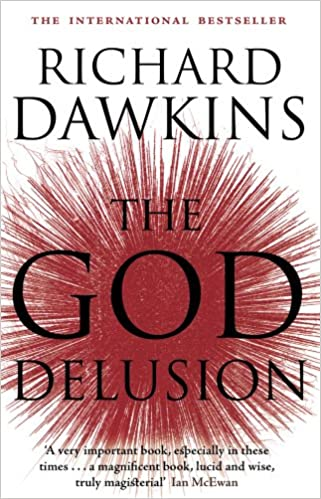 THE INTERNATIONAL BESTSELLER
RICHARD
DAWKINS
THE
GOD
DELUSION
'A very important book, especially in these
times . . . a magnificent book, lucid and wise,
truly magisterial' Ian McEwan